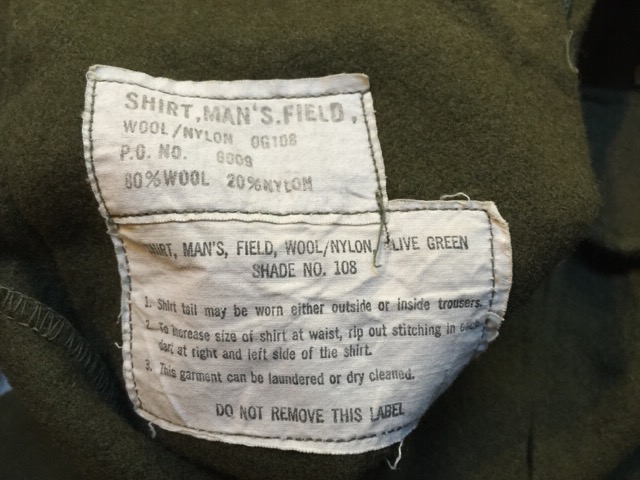 SHIRT, MAN'S. FIELD,
WOOL/NYLON OG108
P.O. NO. 6009
80%WOOL 20%NYLON
MAN'S, FIELD, WOOL/NYLON, LIVE GREEN
SHADE NO. 108
1. Shirt tail may be worn either outside or inside trousers.
2. To increase size of shirt at waist, rip out stitching in each
dart at right and left side of the shirt.
3. This garment can be laundered or dry cleaned.
DO NOT REMOVE THIS LABEL